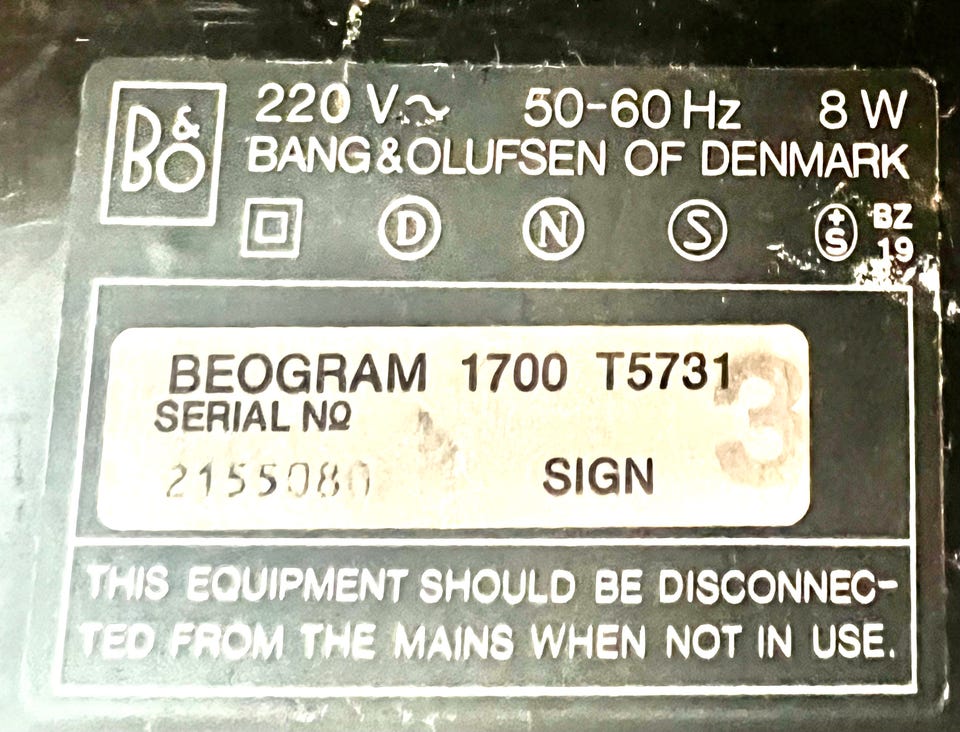 B&O
220 V~ 50-60 Hz 8 W
BANG & OLUFSEN OF DENMARK
D N S +S BZ 19
BEOGRAM 1700 T5731
3
SERIAL Nº
2155080
SIGN
THIS EQUIPMENT SHOULD BE DISCONNEC-
TED FROM THE MAINS WHEN NOT IN USE.